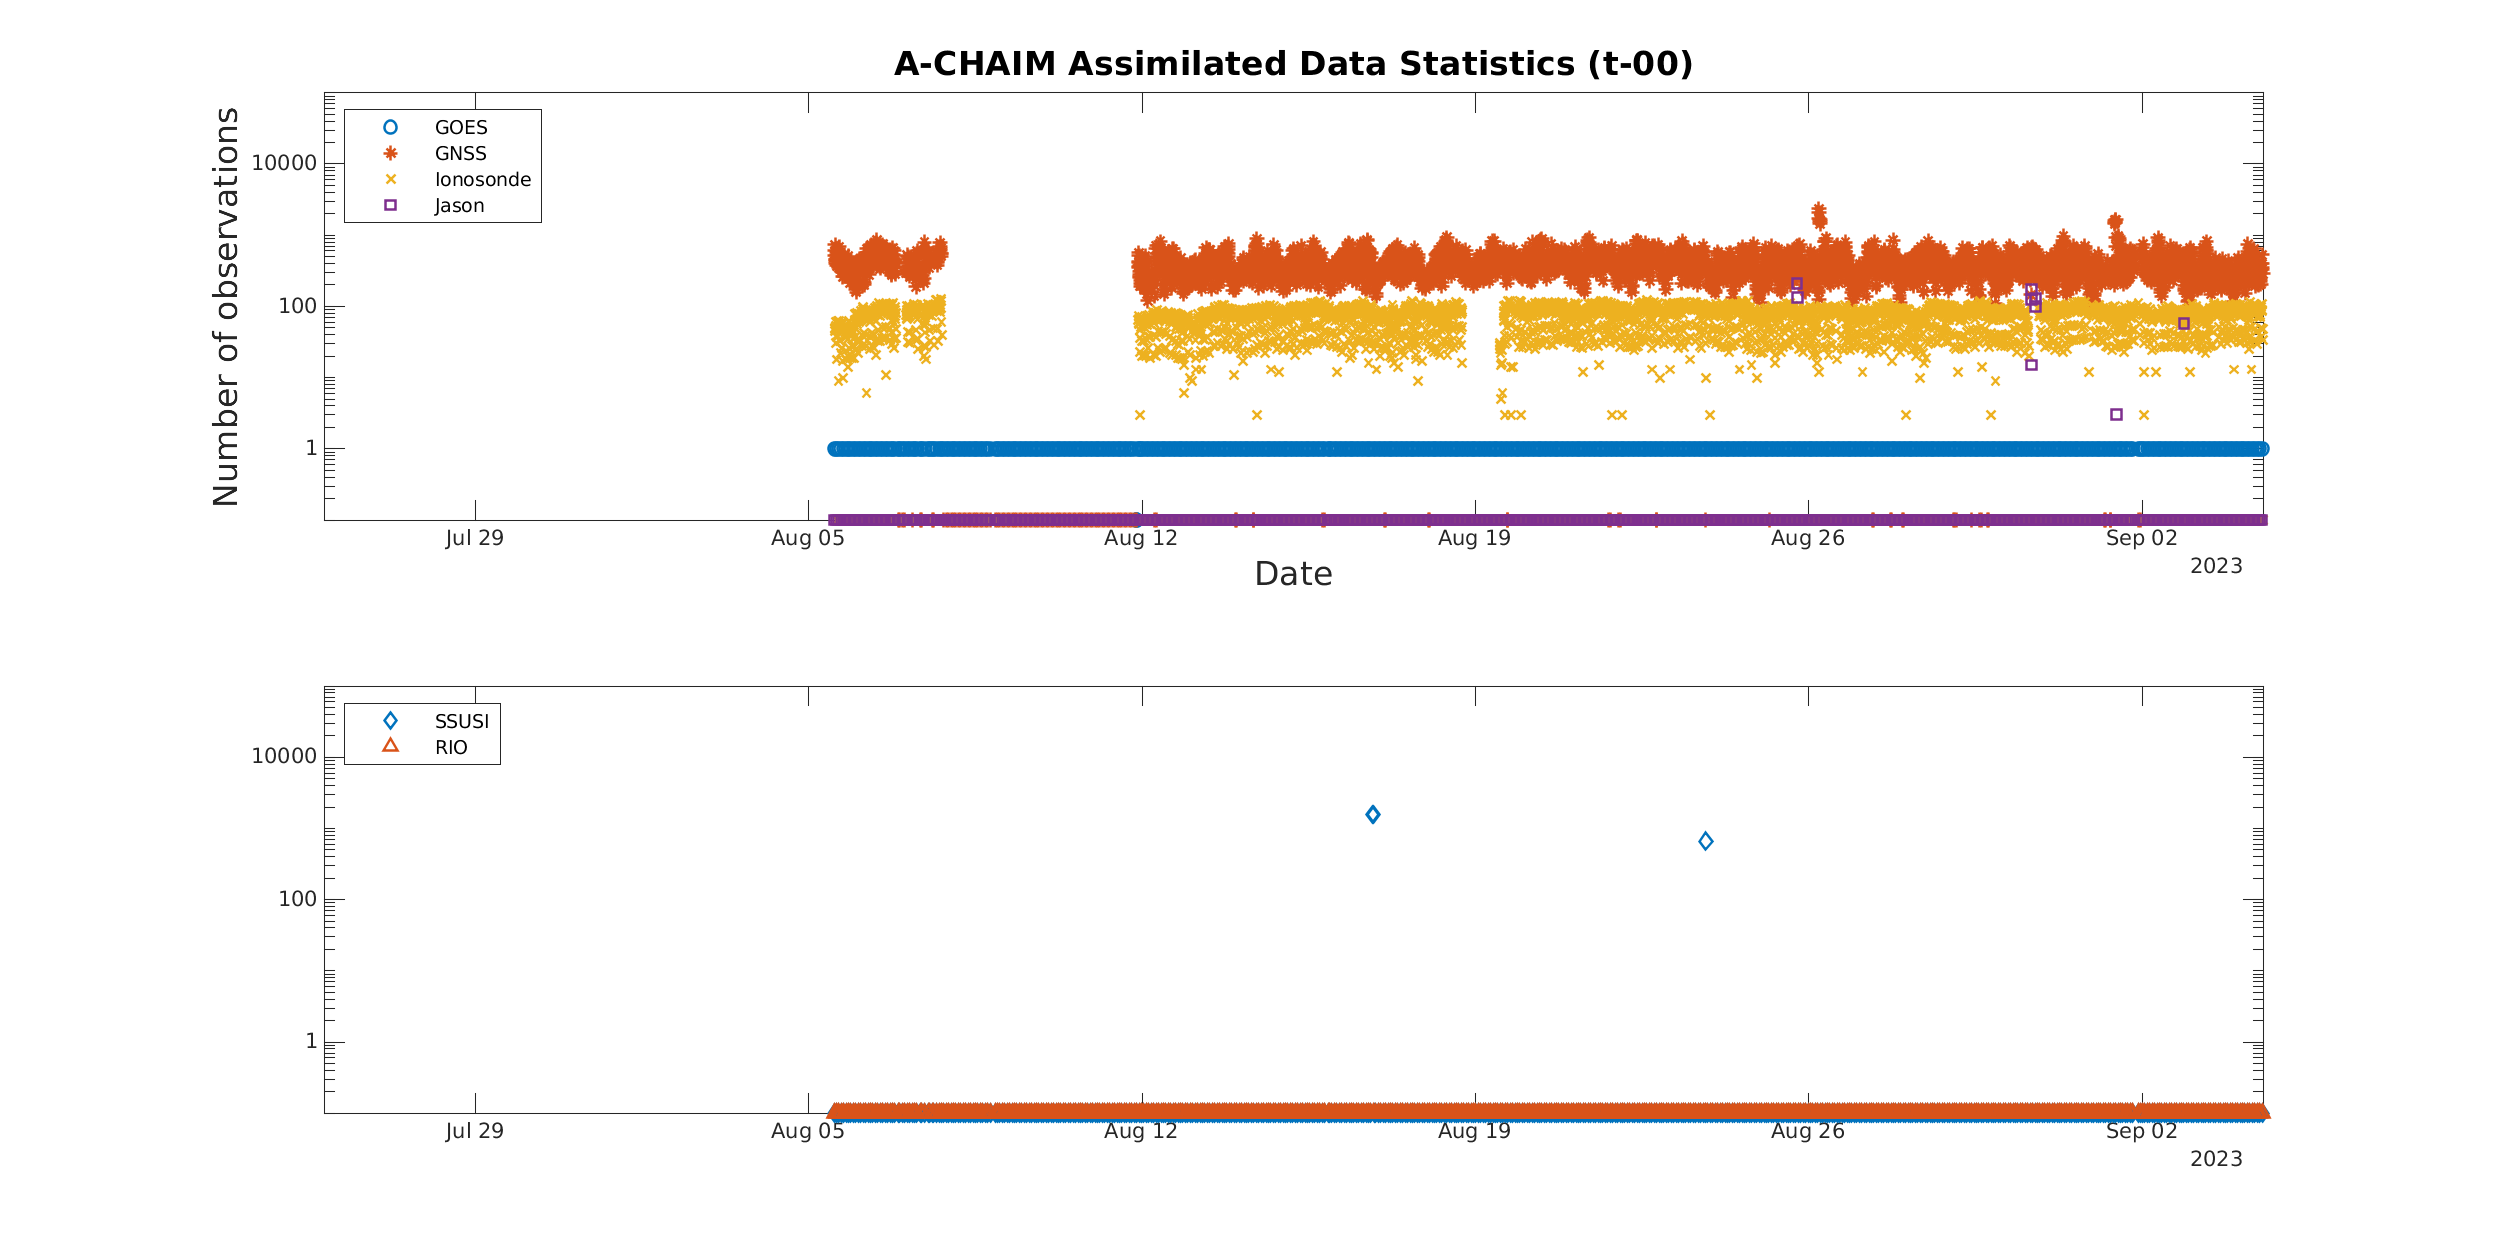 A-CHAIM Assimilated Data Statistics (t-00)
Number of observations
10000
100
1
GOES
GNSS
Ionosonde
Jason
Jul 29
Aug 05
Aug 12
Aug 19
Aug 26
Sep 02
2023
Date
10000
100
1
SSUSI
RIO
Jul 29
Aug 05
Aug 12
Aug 19
Aug 26
Sep 02
2023